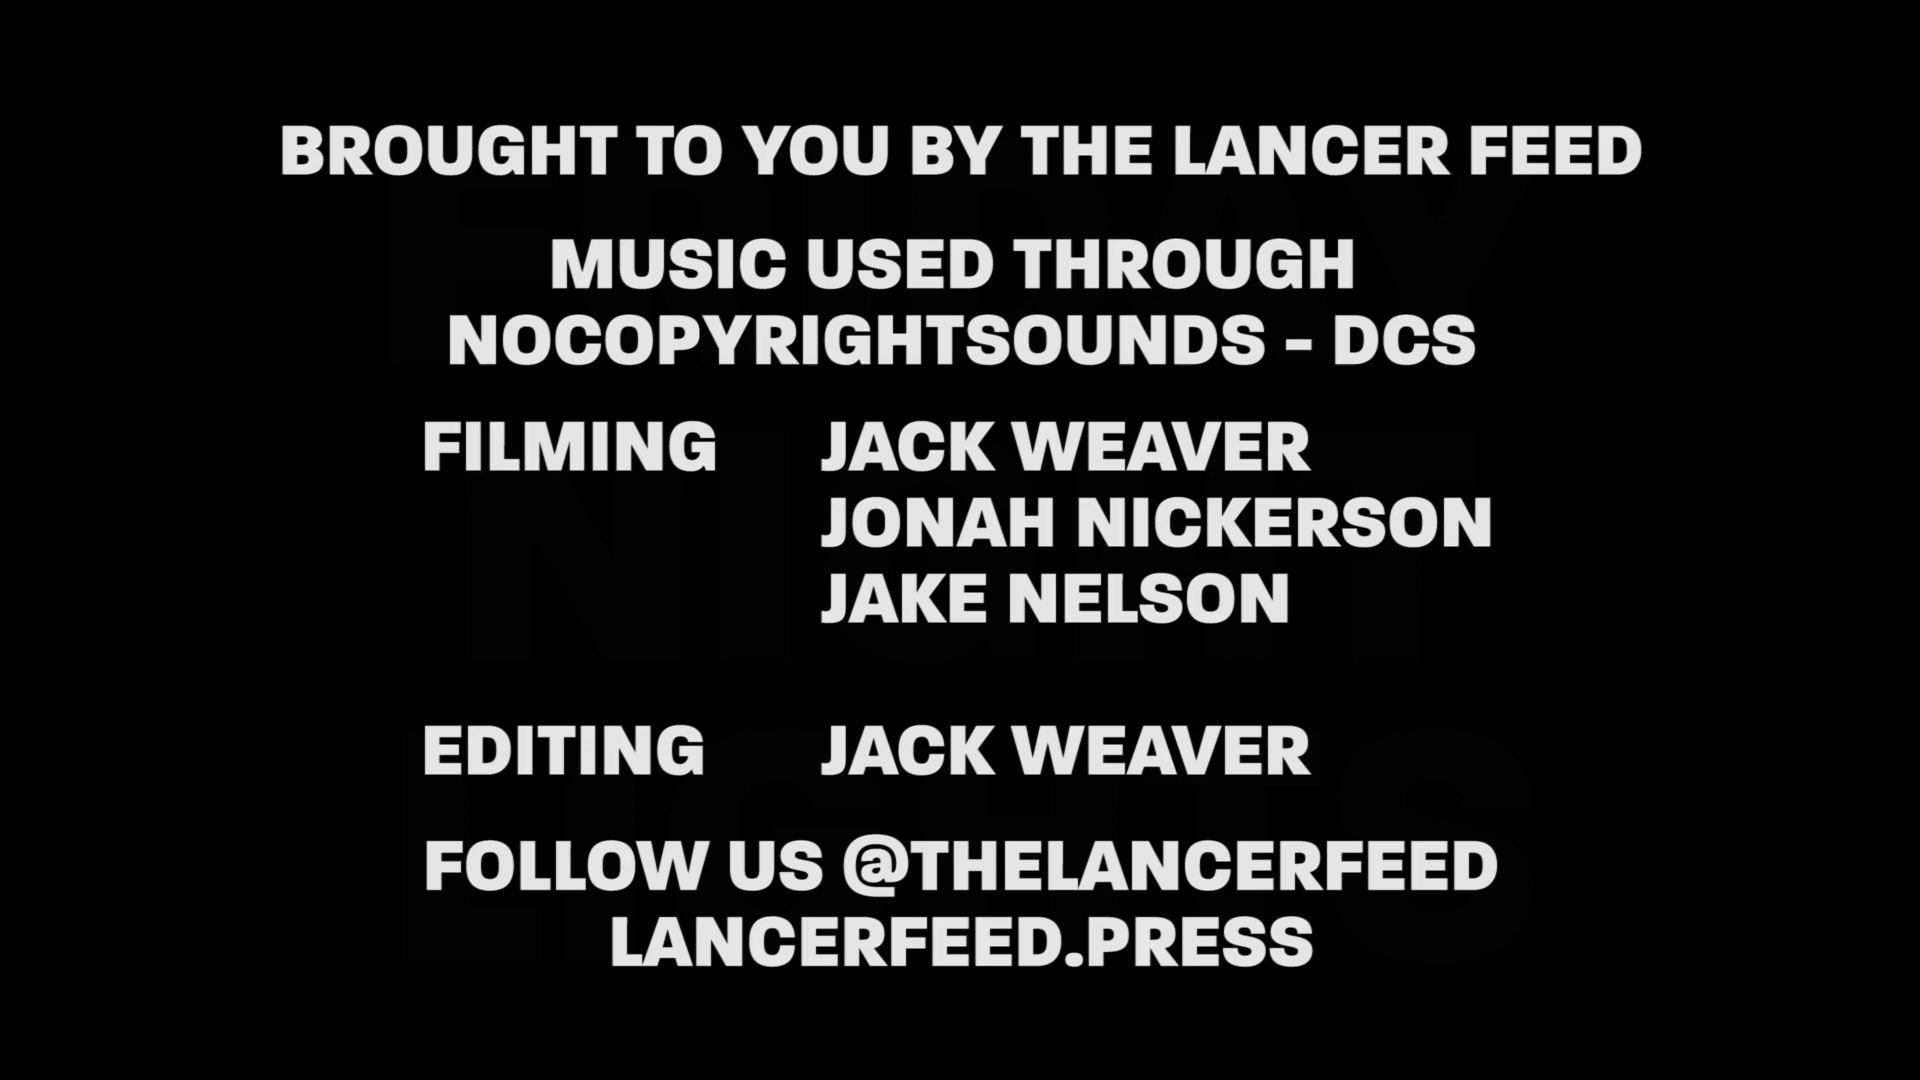 BROUGHT TO YOU BY THE LANCER FEED
MUSIC USED THROUGH
NOCOPYRIGHTSOUNDS - DCS
FILMING JACK WEAVER
JONAH NICKERSON
JAKE NELSON
EDITING JACK WEAVER
FOLLOW US @THELANCERFEED
LANCERFEED.PRESS